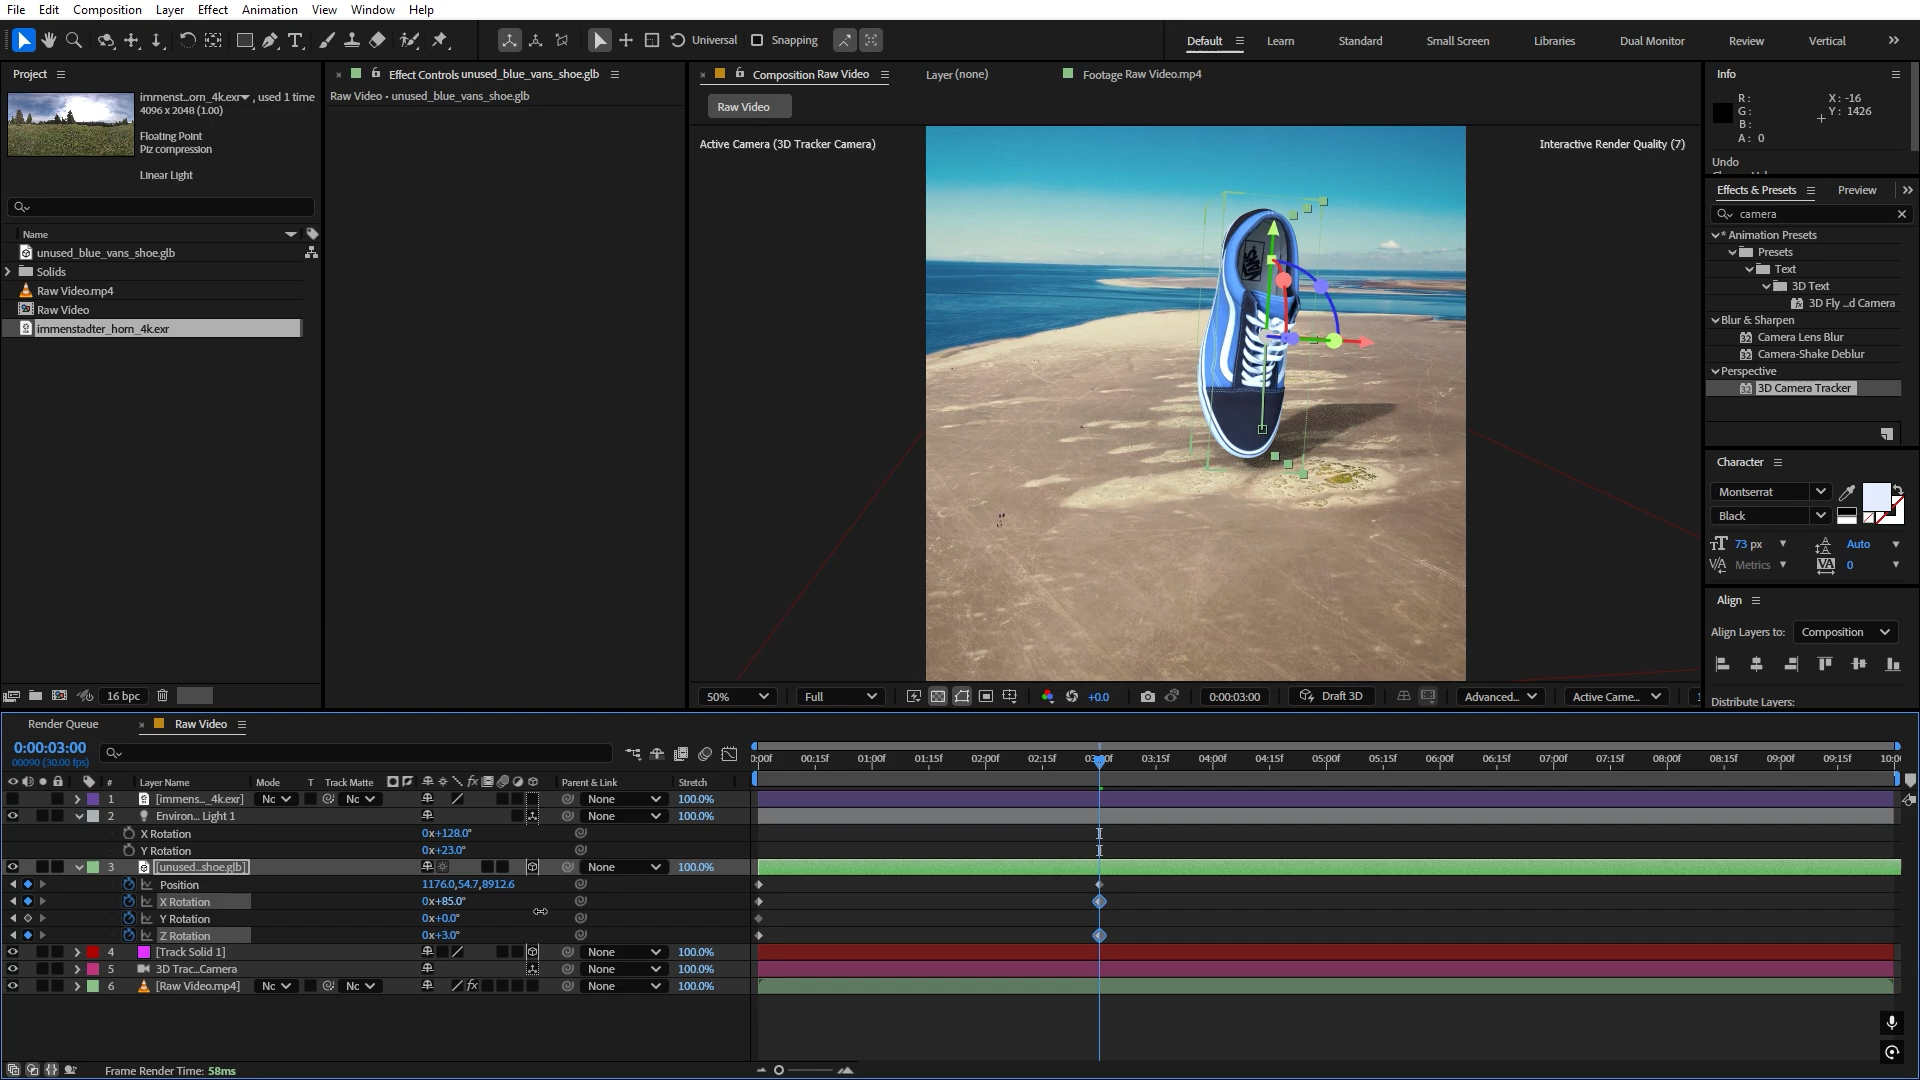 File Edit Composition Layer Effect Animation View Window Help
Universal Snapping
Default Learn Standard Small Screen Libraries Dual Monitor Review Vertical
Project
immenst...orn_4k.exr , used 1 time
4096 x 2048 (1.00)
Floating Point
Piz compression
Linear Light
Name
unused_blue_vans_shoe.glb
Solids
Raw Video.mp4
Raw Video
immenstadter_horn_4k.exr
16 bpc
Effect Controls unused_blue_vans_shoe.glb
Raw Video - unused_blue_vans_shoe.glb
Composition Raw Video Layer (none) Footage Raw Video.mp4
Raw Video
Active Camera (3D Tracker Camera) Interactive Render Quality (7)
VANS
50% Full +0.0 0:00:03:00 Draft 3D Advanced... Active Came...
Info
R: X: -16
G: Y: 1426
B:
A: 0
Undo
Effects & Presets Preview
camera
* Animation Presets
Presets
Text
3D Text
3D Fly ...d Camera
Blur & Sharpen
Camera Lens Blur
Camera-Shake Deblur
Perspective
3D Camera Tracker
Character
Montserrat
Black
73 px Auto
Metrics 0
Align
Align Layers to: Composition
Distribute Layers:
Render Queue Raw Video
0:00:03:00
00090 (30.00 fps)
:00f 00:15f 01:00f 01:15f 02:00f 02:15f 03:00f 03:15f 04:00f 04:15f 05:00f 05:15f 06:00f 06:15f 07:00f 07:15f 08:00f 08:15f 09:00f 09:15f 10:0
# Layer Name Mode T Track Matte Parent & Link Stretch
1 [immens..._4k.exr] Nc Nc None 100.0%
2 Environ... Light 1 None 100.0%
X Rotation 0x+128.0°
Y Rotation 0x+23.0°
3 [unused...shoe.glb] None 100.0%
Position 1176.0,54.7,8912.6
X Rotation 0x+85.0°
Y Rotation 0x+0.0°
Z Rotation 0x+3.0°
4 [Track Solid 1] None 100.0%
5 3D Trac...Camera None 100.0%
6 [Raw Video.mp4] Nc Nc None 100.0%
Frame Render Time: 58ms